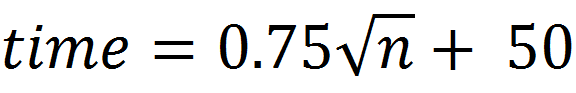 time = 0.75√n + 50